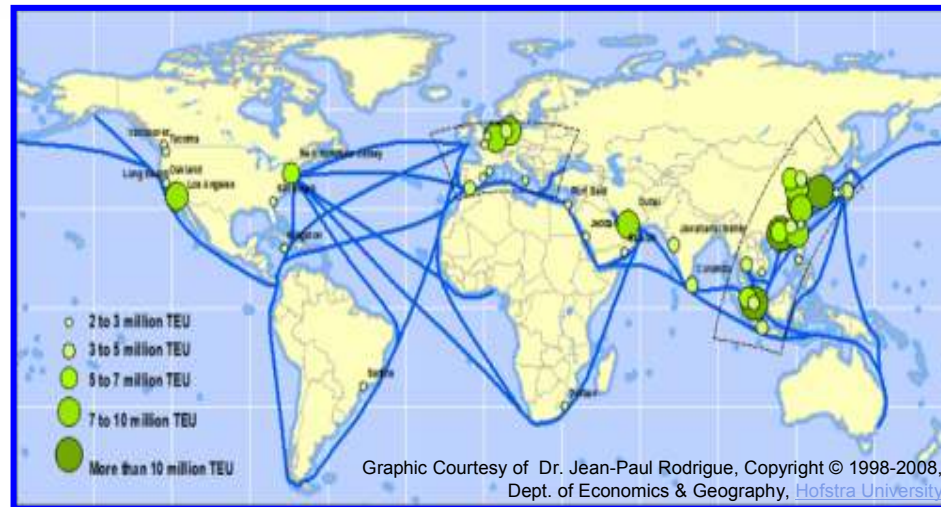 Tacoma
Oakland
Long Beach
Los Angeles
Kingston
Port Said
Dubai
Jeddah
Colombo
Durban
2 to 3 million TEU
3 to 5 million TEU
5 to 7 million TEU
7 to 10 million TEU
More than 10 million TEU
Graphic Courtesy of Dr. Jean-Paul Rodrigue, Copyright © 1998-2008,
Dept. of Economics & Geography, Hofstra University